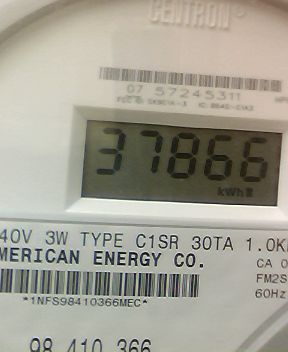 CENTRON®
07 57245311
37866
kWh
40V 3W TYPE C1SR 30TA 1.0K
MERICAN ENERGY CO.
CA 0
FM2S
60Hz
*1NFS98410366MEC*
98 410 366